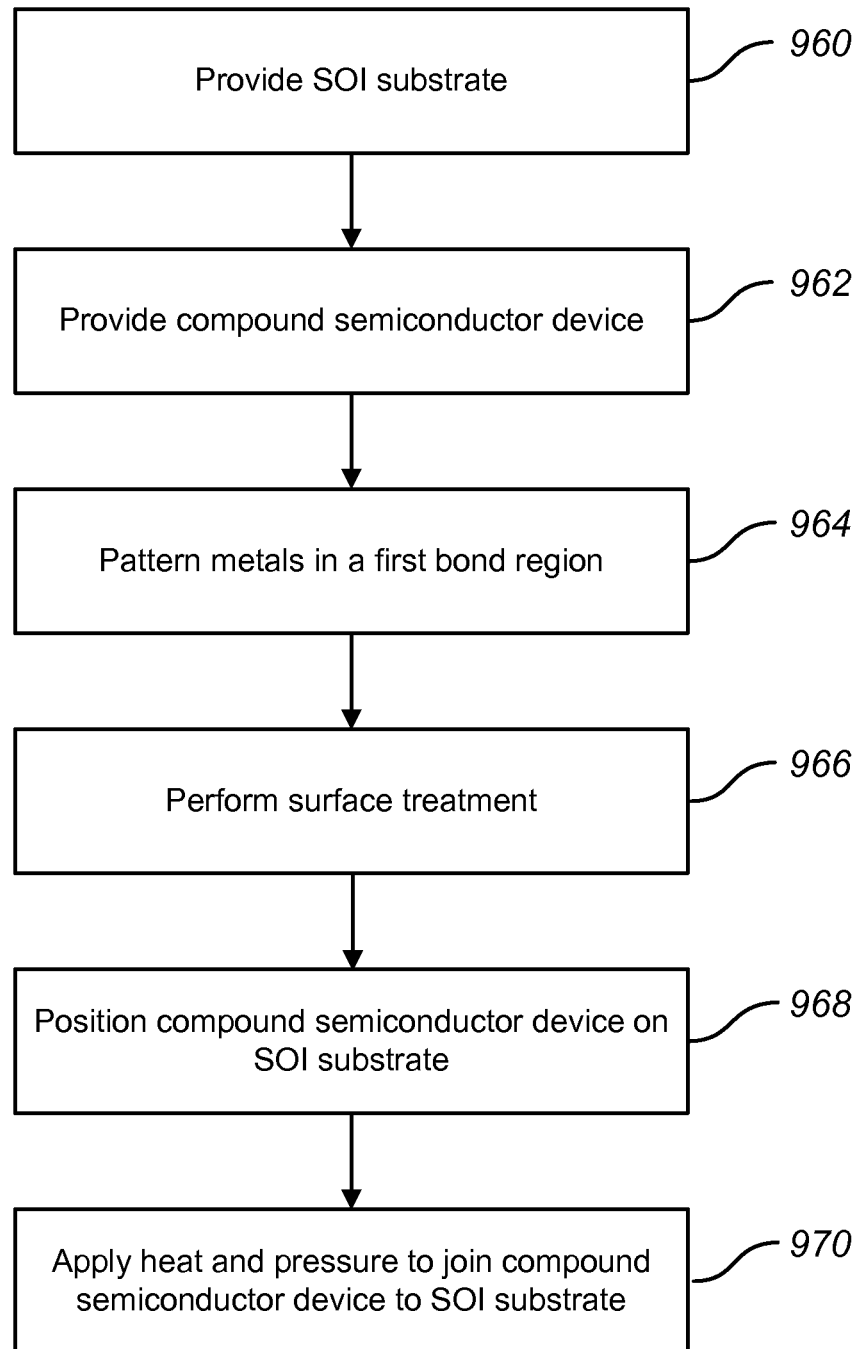 960
Provide SOI substrate
962
Provide compound semiconductor device
964
Pattern metals in a first bond region
966
Perform surface treatment
968
Position compound semiconductor device on
SOI substrate
970
Apply heat and pressure to join compound
semiconductor device to SOI substrate